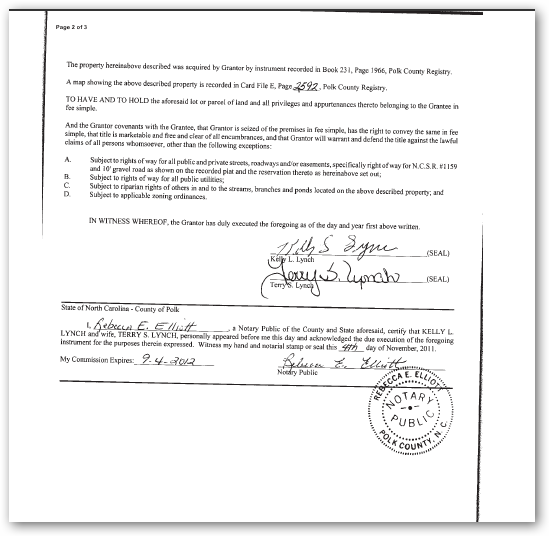 Page 2 of 3
The property hereinabove described was acquired by Grantor by instrument recorded in Book 231, Page 1966, Polk County Registry.
A map showing the above described property is recorded in Card File E, Page 2592, Polk County Registry.
TO HAVE AND TO HOLD the aforesaid lot or parcel of land and all privileges and appurtenances thereto belonging to the Grantee in
fee simple.
And the Grantor covenants with the Grantee, that Grantor is seized of the premises in fee simple, has the right to convey the same in fee
simple, that title is marketable and free and clear of all encumbrances, and that Grantor will warrant and defend the title against the lawful
claims of all persons whomsoever, other than the following exceptions:
A. Subject to rights of way for all public and private streets, roadways and/or easements, specifically right of way for N.C.S.R. #1159
and 10' gravel road as shown on the recorded plat and the reservation thereto as hereinabove set out;
B. Subject to rights of way for all public utilities;
C. Subject to riparian rights of others in and to the streams, branches and ponds located on the above described property; and
D. Subject to applicable zoning ordinances.
IN WITNESS WHEREOF, the Grantor has duly executed the foregoing as of the day and year first above written.
Kelly S Lync (SEAL)
Kelly L. Lynch
Terry S. Lynch (SEAL)
Terry S. Lynch
State of North Carolina - County of Polk
I, Rebecca E. Elliott, a Notary Public of the County and State aforesaid, certify that KELLY L.
LYNCH and wife, TERRY S. LYNCH, personally appeared before me this day and acknowledged the due execution of the foregoing
instrument for the purposes therein expressed. Witness my hand and notarial stamp or seal this 4th day of November, 2011.
My Commission Expires: 9-4-2012 Rebecca E. Elliott
Notary Public
REBECCA E. ELLIOTT
NOTARY
PUBLIC
POLK COUNTY, N.C.